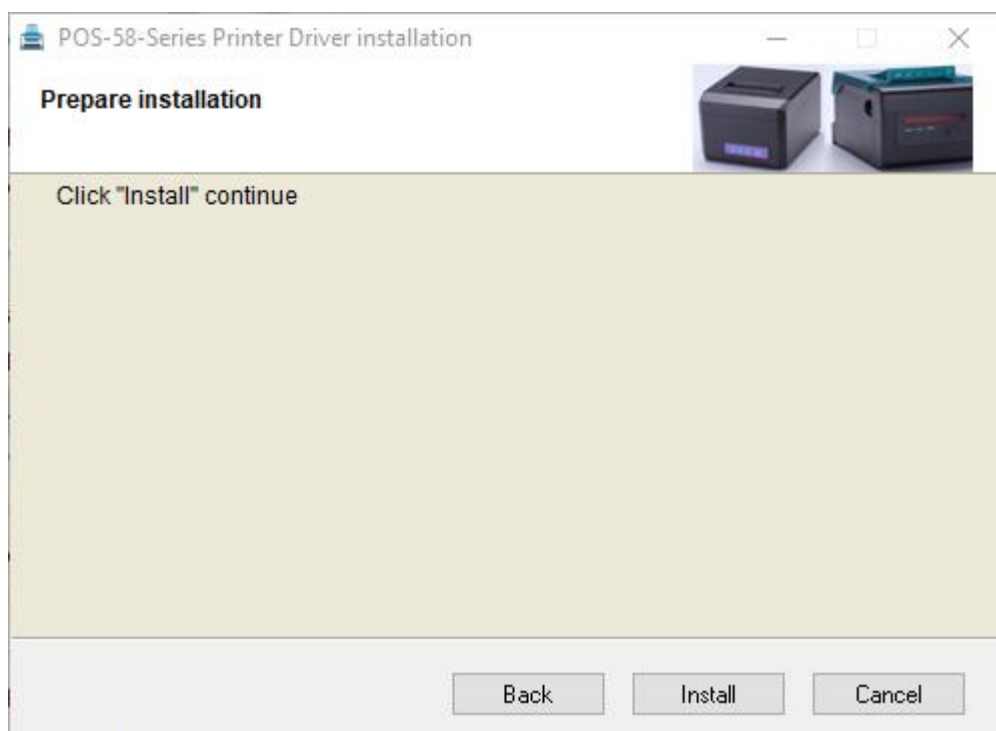 POS-58-Series Printer Driver installation
Prepare installation
Click "Install" continue
Back
Install
Cancel